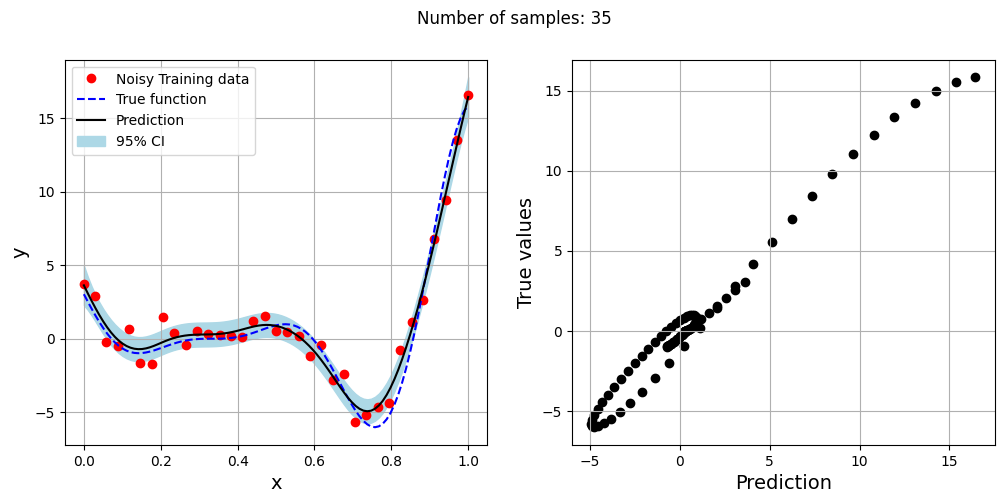 Number of samples: 35
Noisy Training data
True function
Prediction
95% CI
15
10
5
0
−5
0.0 0.2 0.4 0.6 0.8 1.0
x
y
15
10
5
0
−5
−5 0 5 10 15
Prediction
True values